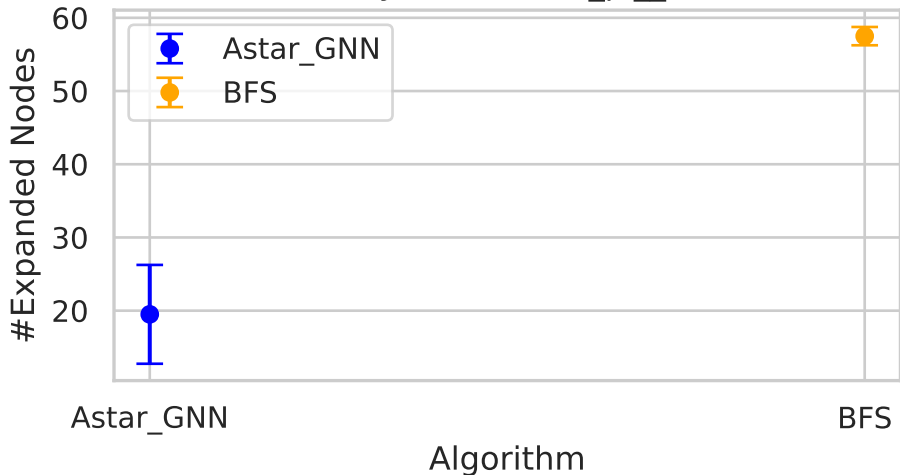 60
50
40
30
20
#Expanded Nodes
Astar_GNN
BFS
Astar_GNN
BFS
Algorithm